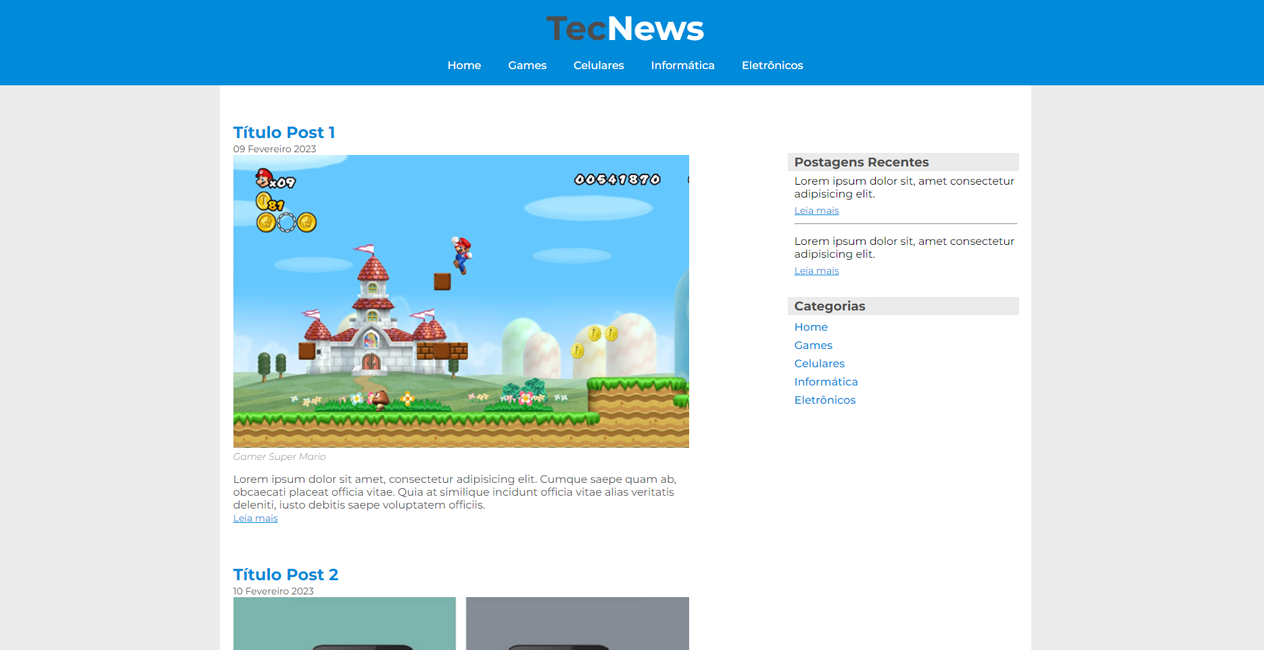 TecNews
Home Games Celulares Informática Eletrônicos
Título Post 1
09 Fevereiro 2023
x09
00541870
81
Gamer Super Mario
Lorem ipsum dolor sit amet, consectetur adipisicing elit. Cumque saepe quam ab,
obcaecati placeat officia vitae. Quia at similique incidunt officia vitae alias veritatis
deleniti, iusto debitis saepe voluptatem officiis.
Leia mais
Título Post 2
10 Fevereiro 2023
Postagens Recentes
Lorem ipsum dolor sit, amet consectetur
adipisicing elit.
Leia mais
Lorem ipsum dolor sit, amet consectetur
adipisicing elit.
Leia mais
Categorias
Home
Games
Celulares
Informática
Eletrônicos